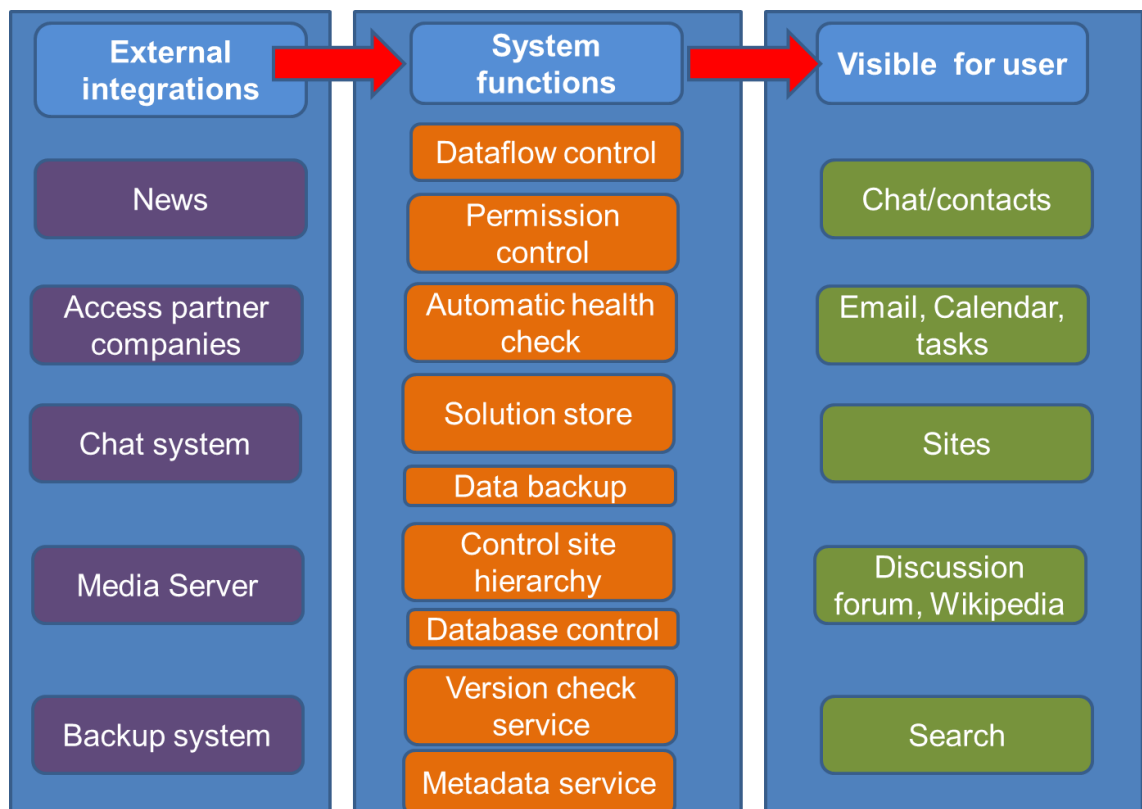 External
integrations
News
Access partner
companies
Chat system
Media Server
Backup system
System
functions
Dataflow control
Permission
control
Automatic health
check
Solution store
Data backup
Control site
hierarchy
Database control
Version check
service
Metadata service
Visible for user
Chat/contacts
Email, Calendar,
tasks
Sites
Discussion
forum, Wikipedia
Search